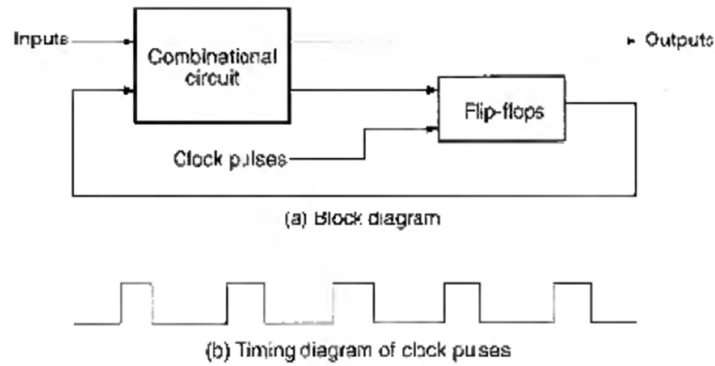 Inputs
Outputs
Combinational
circuit
Flip-flops
Clock pulses
(a) Block diagram
(b) Timing diagram of clock pulses